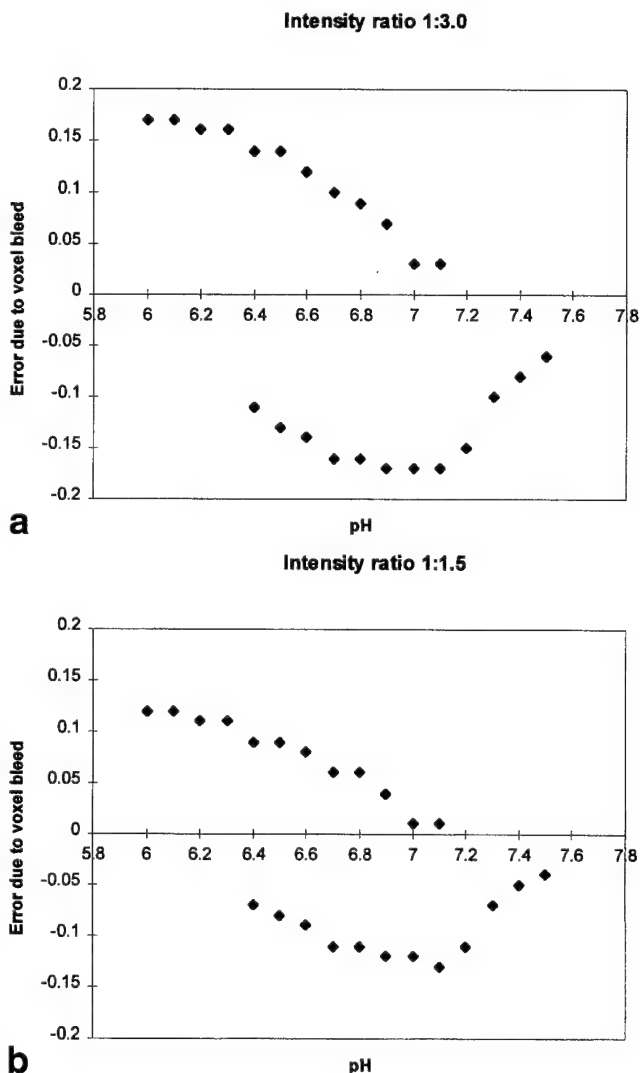 Intensity ratio 1:3.0
0.2
0.15
0.1
0.05
0
5.8 6 6.2 6.4 6.6 6.8 7 7.2 7.4 7.6 7.8
-0.05
-0.1
-0.15
-0.2
Error due to voxel bleed
pH
a
Intensity ratio 1:1.5
0.2
0.15
0.1
0.05
0
5.8 6 6.2 6.4 6.6 6.8 7 7.2 7.4 7.6 7.8
-0.05
-0.1
-0.15
-0.2
Error due to voxel bleed
pH
b